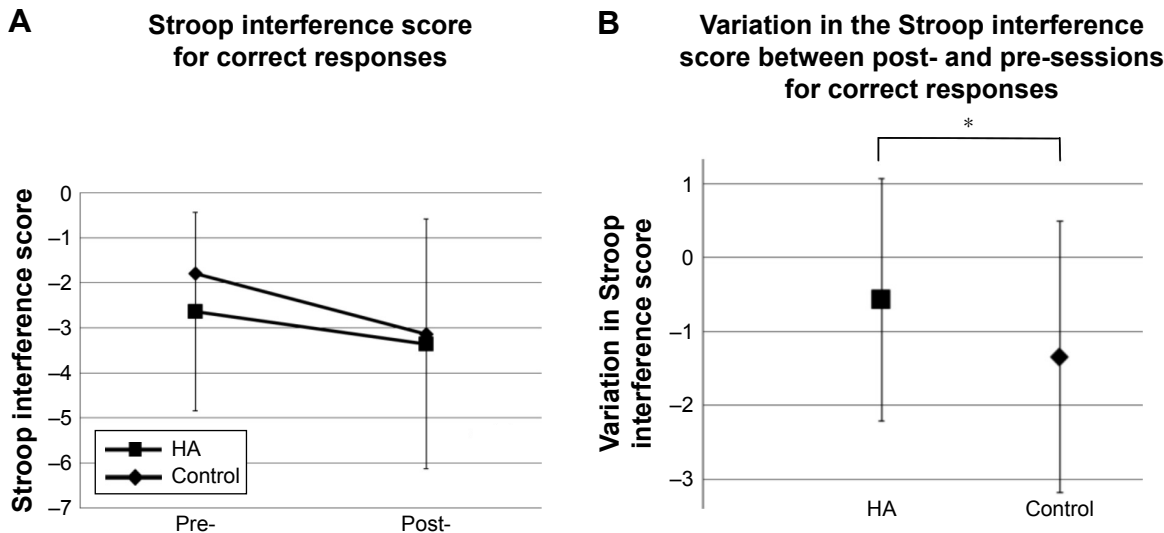 A
Stroop interference score
for correct responses
Stroop interference score
0
–1
–2
–3
–4
–5
–6
–7
HA
Control
Pre-
Post-
B
Variation in the Stroop interference
score between post- and pre-sessions
for correct responses
*
Variation in Stroop
interference score
1
0
–1
–2
–3
HA
Control